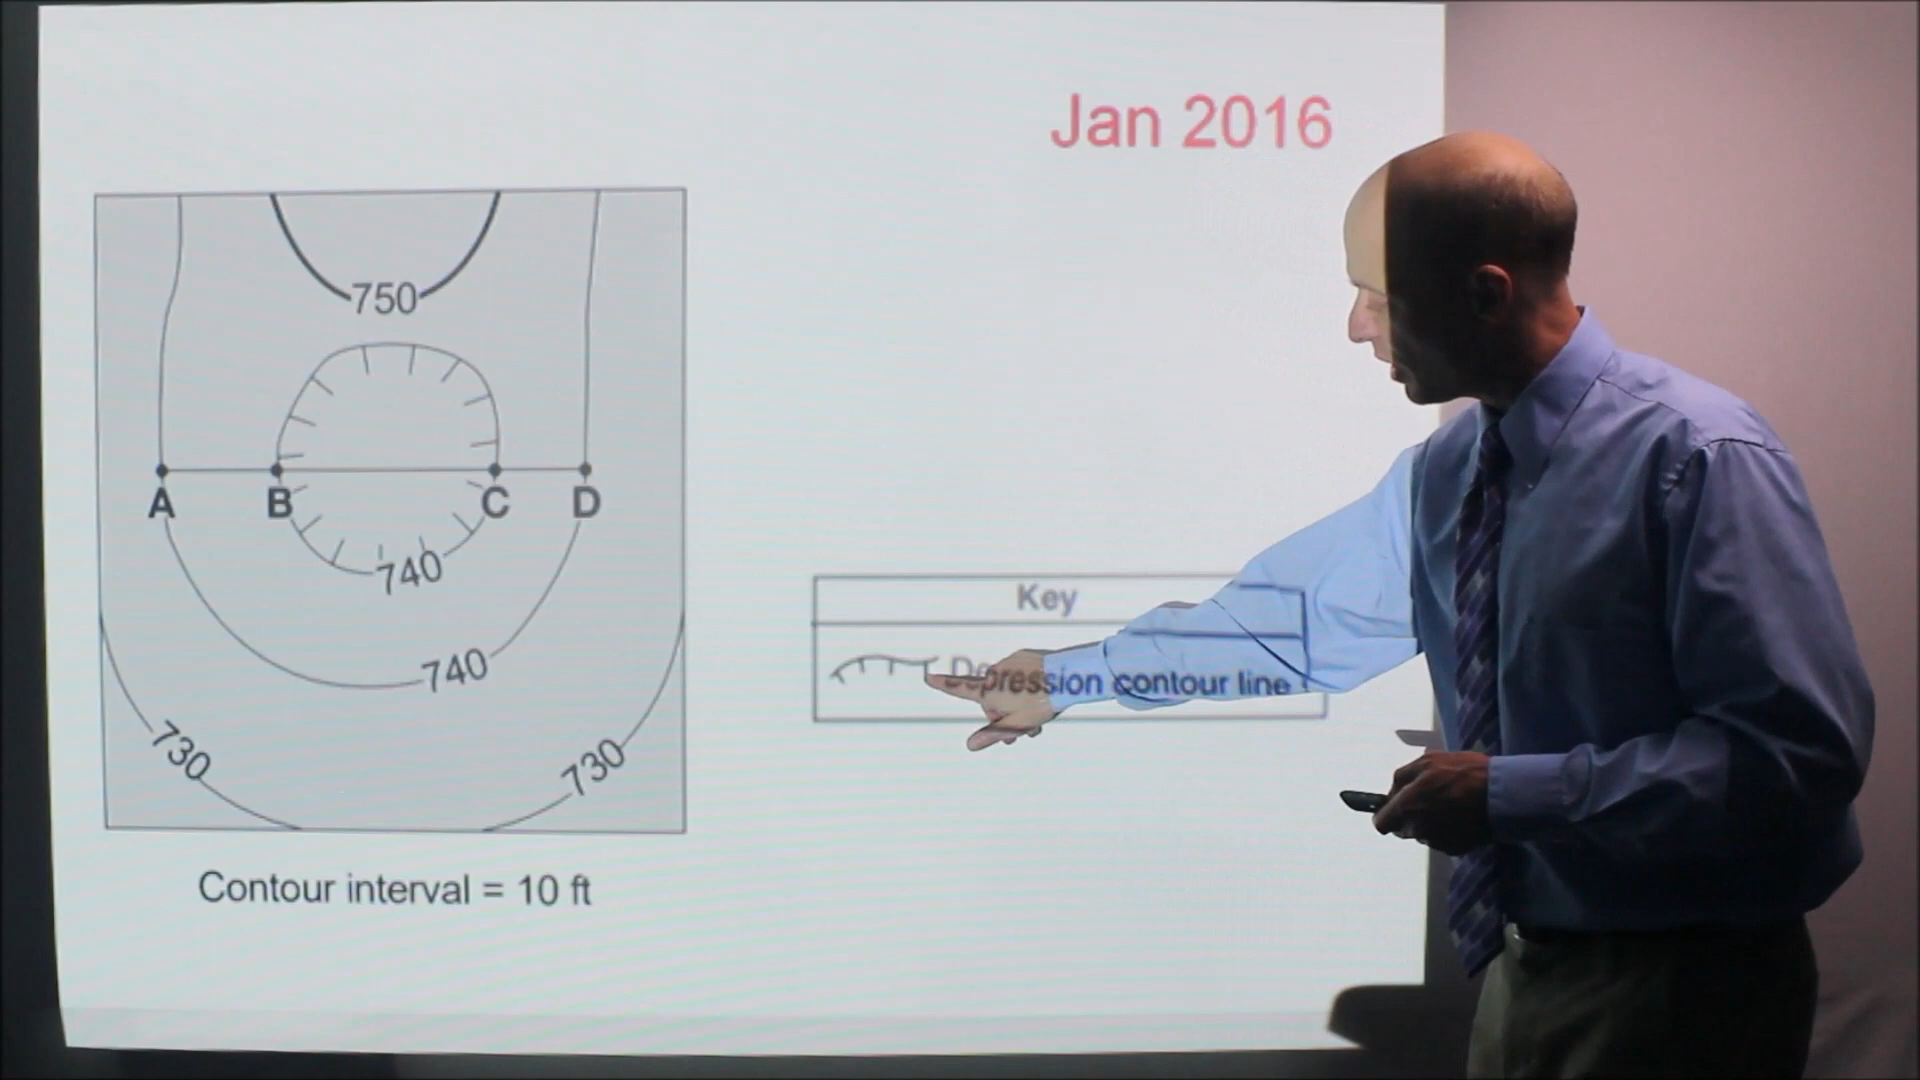 Jan 2016
750
A B C D
740
740
730 730
Key
Depression contour line
Contour interval = 10 ft